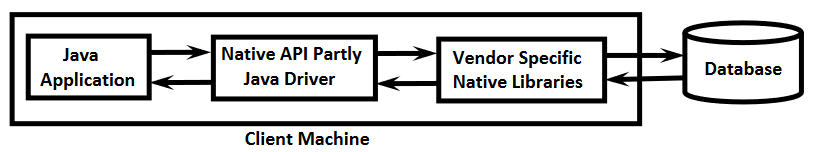 Java
Application
Native API Partly
Java Driver
Vendor Specific
Native Libraries
Database
Client Machine